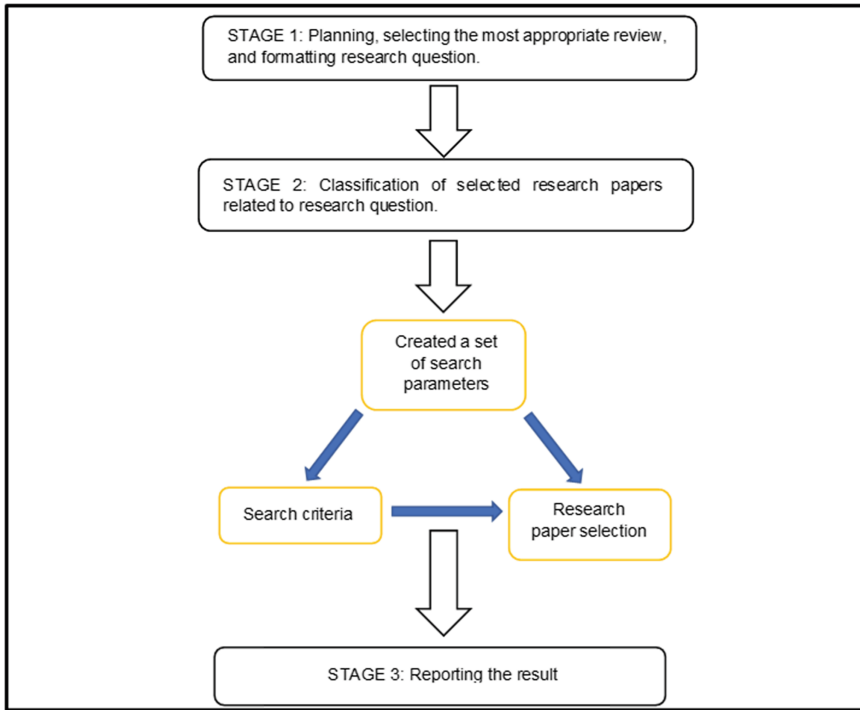 STAGE 1: Planning, selecting the most appropriate review,
and formatting research question.
STAGE 2: Classification of selected research papers
related to research question.
Created a set
of search
parameters
Search criteria
Research
paper selection
STAGE 3: Reporting the result